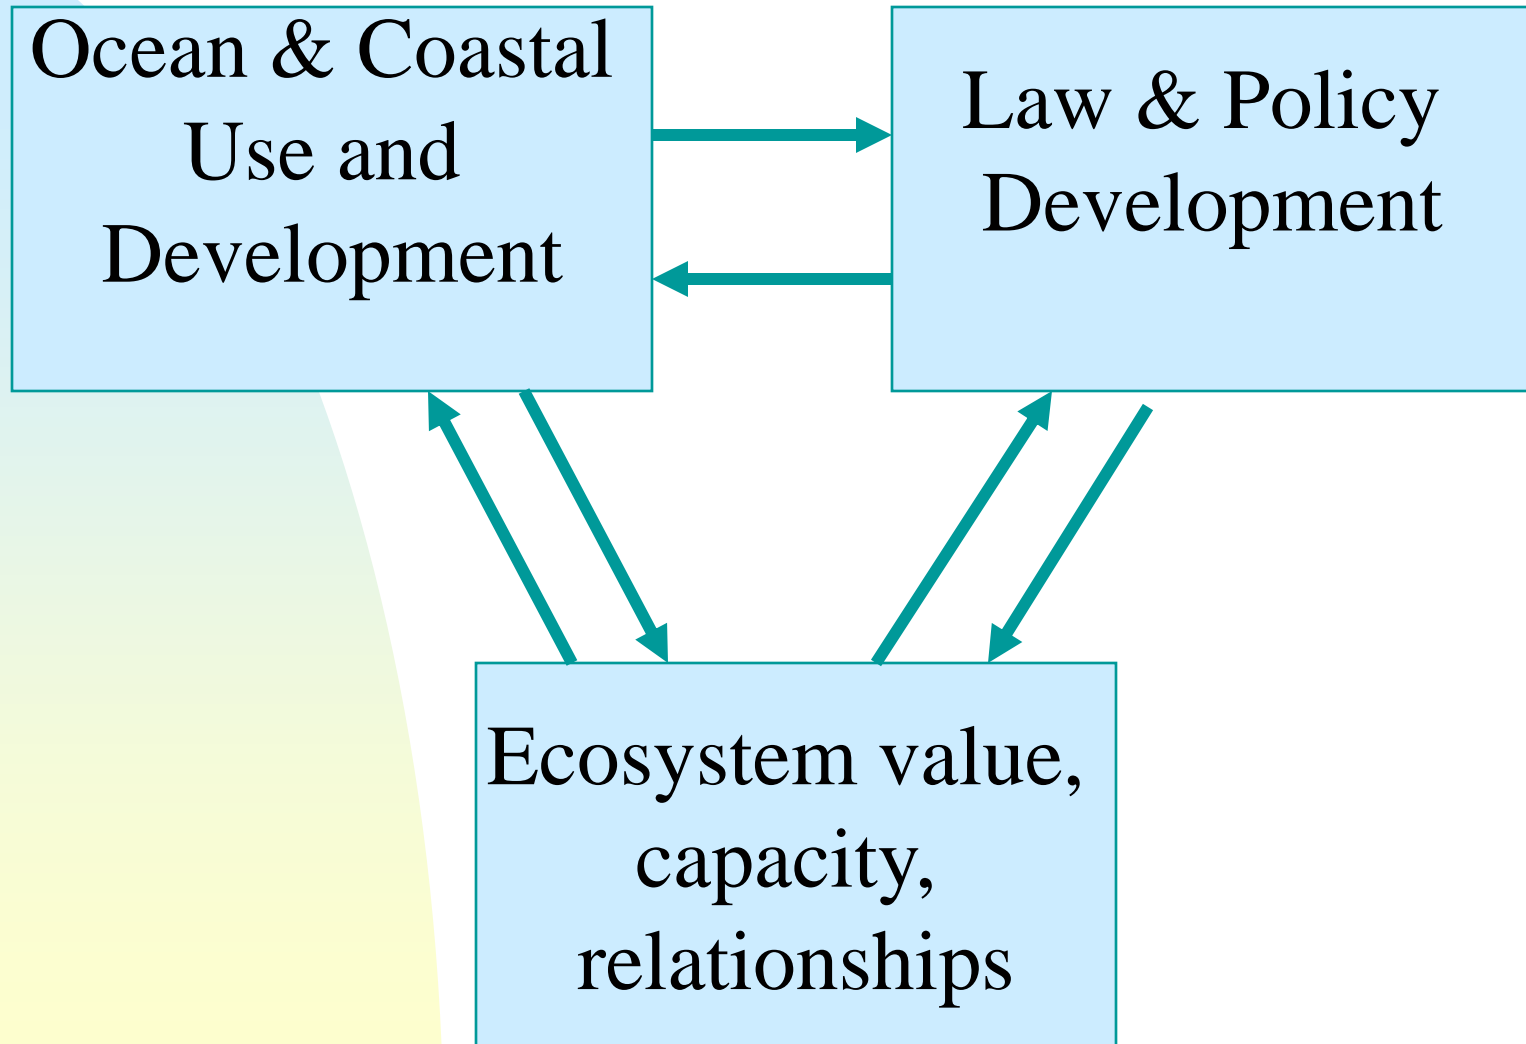 Ocean & Coastal
Use and
Development
Law & Policy
Development
Ecosystem value,
capacity,
relationships